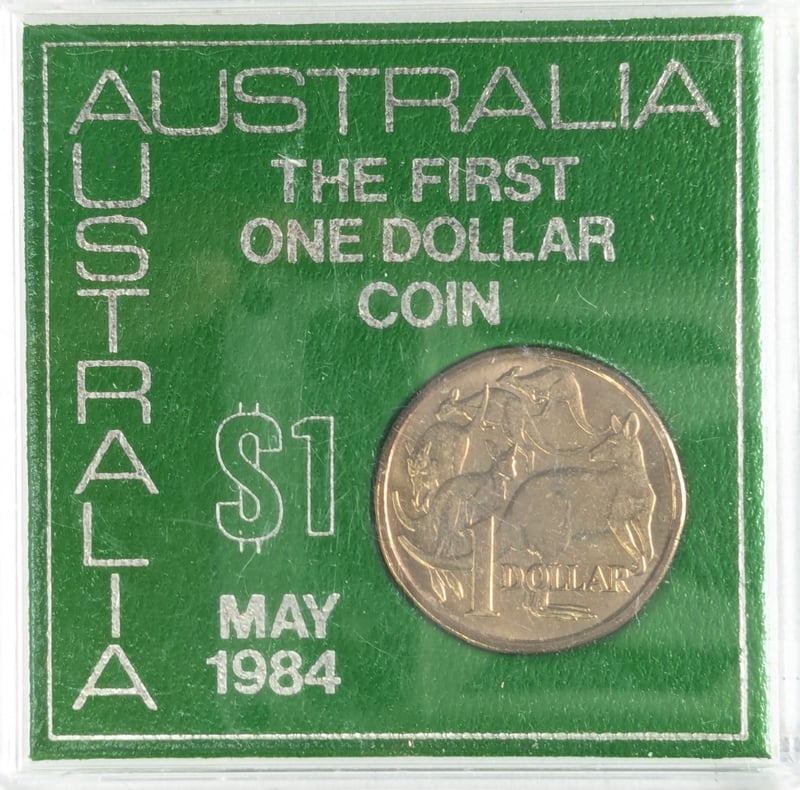 AUSTRALIA
AUSTRALIA
THE FIRST
ONE DOLLAR
COIN
$1
MAY
1984
1 DOLLAR